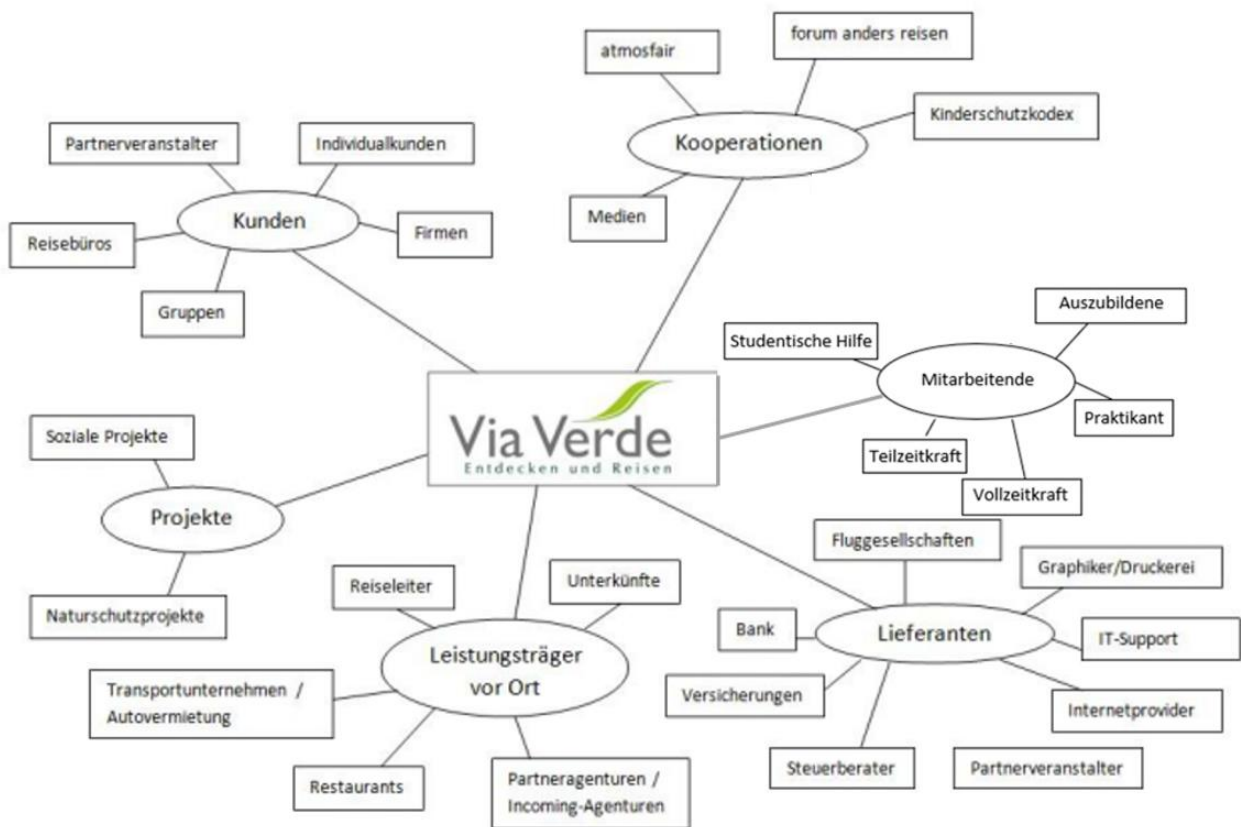 forum anders reisen
atmosfair
Kinderschutzkodex
Kooperationen
Medien
Partnerveranstalter
Individualkunden
Kunden
Reisebüros
Firmen
Gruppen
Auszubildene
Studentische Hilfe
Mitarbeitende
Praktikant
Teilzeitkraft
Vollzeitkraft
Via Verde
Entdecken und Reisen
Soziale Projekte
Projekte
Naturschutzprojekte
Reiseleiter
Unterkünfte
Leistungsträger
vor Ort
Transportunternehmen /
Autovermietung
Restaurants
Partneragenturen /
Incoming-Agenturen
Fluggesellschaften
Graphiker/Druckerei
Bank
Lieferanten
IT-Support
Versicherungen
Internetprovider
Steuerberater
Partnerveranstalter